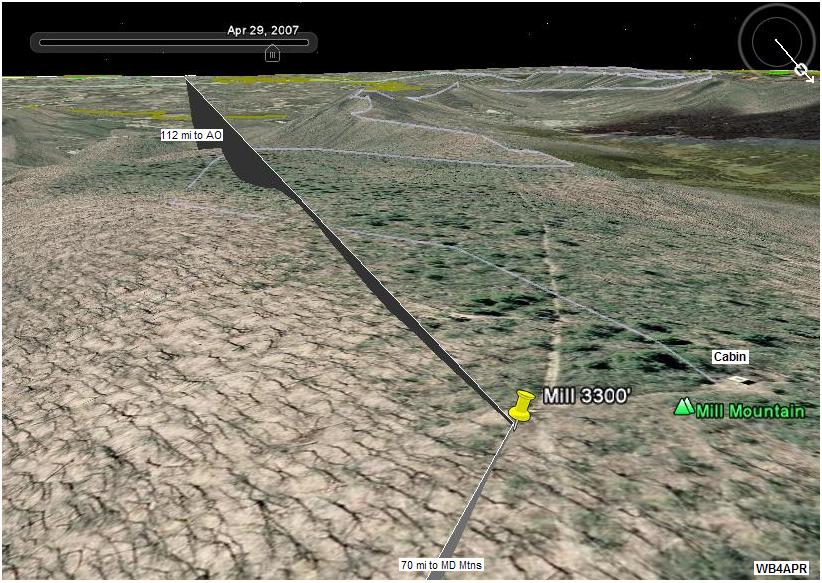 Apr 29, 2007
112 mi to AO
Cabin
Mill 3300'
Mill Mountain
70 mi to MD Mtns
WB4APR